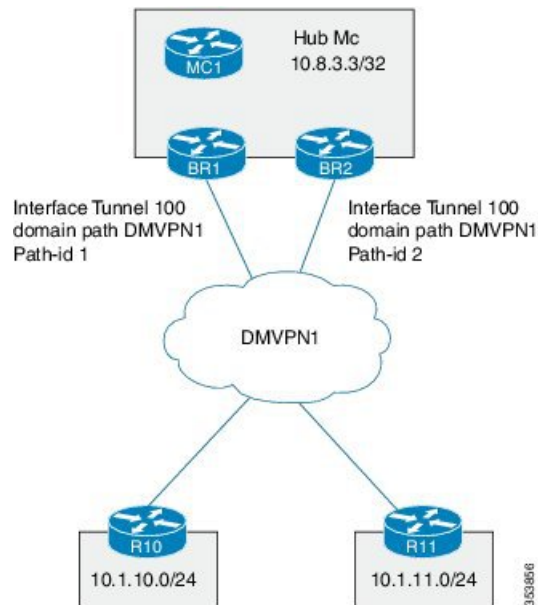 Hub Mc
10.8.3.3/32
MC1
BR1
BR2
Interface Tunnel 100
domain path DMVPN1
Path-id 1
Interface Tunnel 100
domain path DMVPN1
Path-id 2
DMVPN1
R10
R11
10.1.10.0/24
10.1.11.0/24
353856